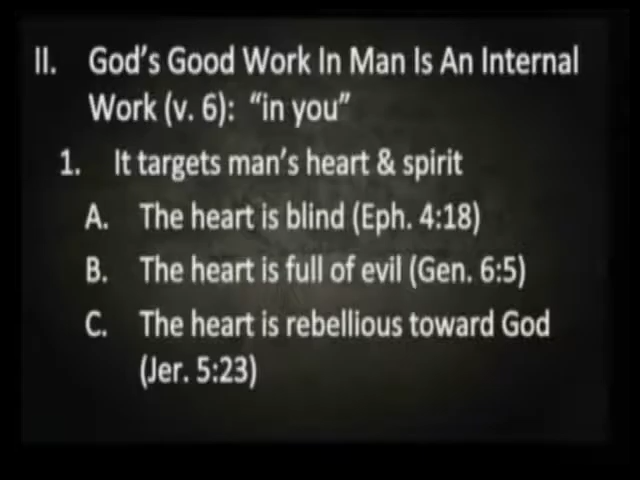 II. God's Good Work In Man Is An Internal
Work (v. 6): "in you"
1. It targets man's heart & spirit
A. The heart is blind (Eph. 4:18)
B. The heart is full of evil (Gen. 6:5)
C. The heart is rebellious toward God
(Jer. 5:23)